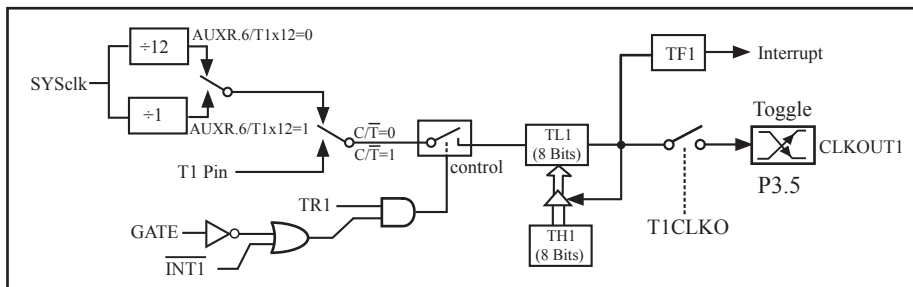 AUXR.6/T1x12=0
÷12
SYSclk
÷1
AUXR.6/T1x12=1
C/T̅=0
C/T̅=1
T1 Pin
control
TR1
GATE
I̅N̅T̅1̅
TL1
(8 Bits)
TH1
(8 Bits)
TF1
Interrupt
Toggle
CLKOUT1
P3.5
T1CLKO